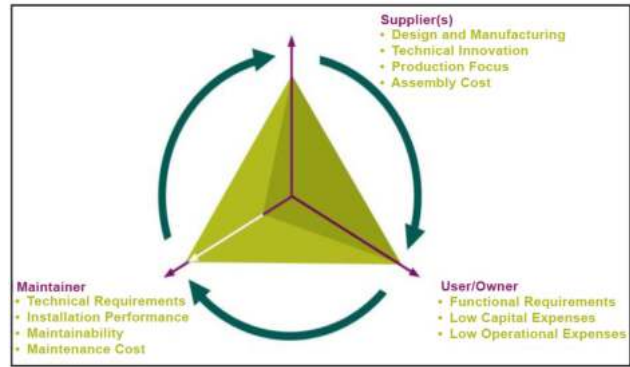 Supplier(s)
• Design and Manufacturing
• Technical Innovation
• Production Focus
• Assembly Cost
Maintainer
• Technical Requirements
• Installation Performance
• Maintainability
• Maintenance Cost
User/Owner
• Functional Requirements
• Low Capital Expenses
• Low Operational Expenses